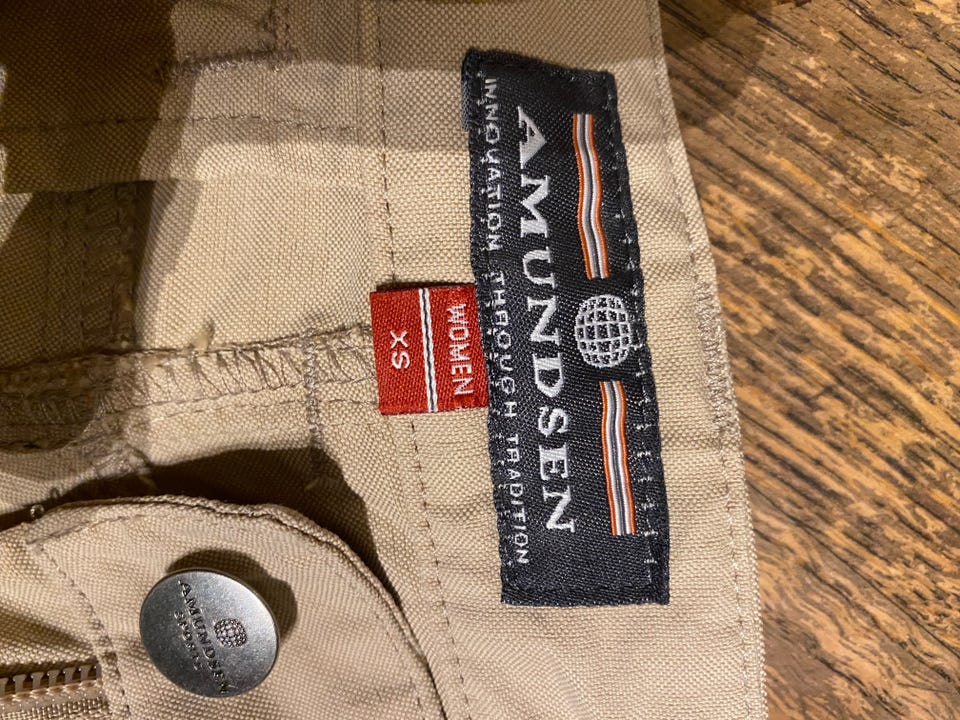 AMUNDSEN
INNOVATION THROUGH TRADITION
WOMEN
XS
AMUNDSEN
SPORTS